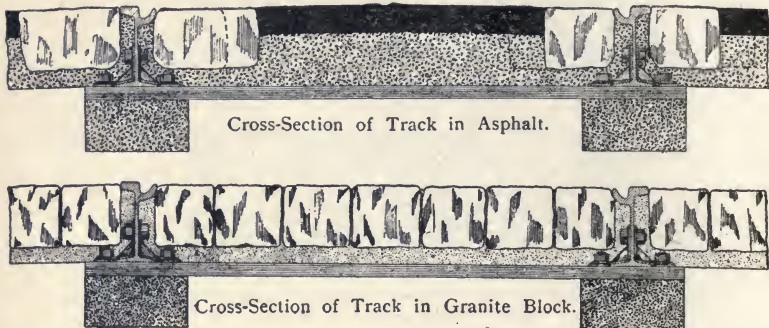 Cross-Section of Track in Asphalt.
Cross-Section of Track in Granite Block.